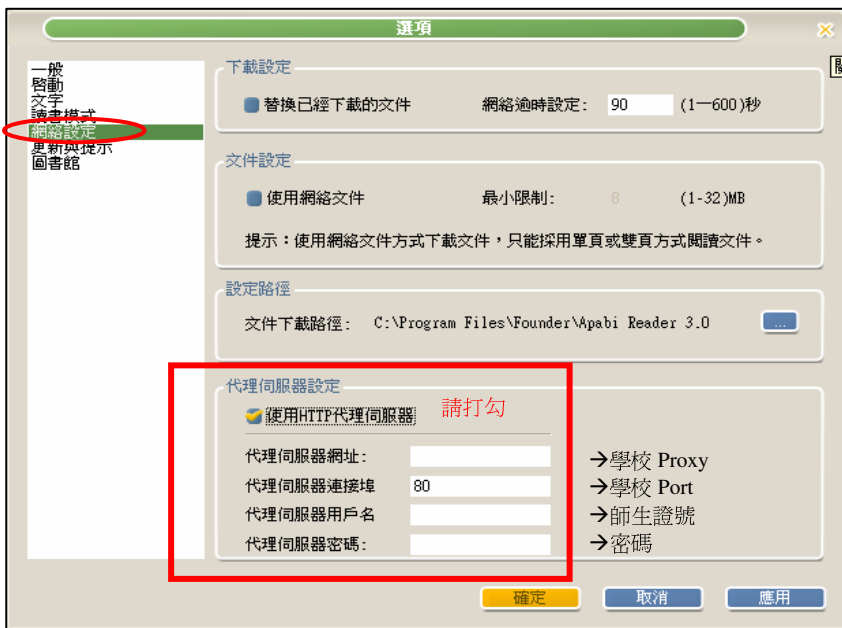 選項
一般
啓動
文字
讀書模式
網絡設定
更新與提示
圖書館
下載設定
替換已經下載的文件 網絡逾時設定: 90 (1—600)秒
文件設定
使用網絡文件 最小限制: 8 (1-32)MB
提示:使用網絡文件方式下載文件,只能採用單頁或雙頁方式閱讀文件。
設定路徑
文件下載路徑: C:\Program Files\Founder\Apabi Reader 3.0 ...
代理伺服器設定
使用HTTP代理伺服器 請打勾
代理伺服器網址: →學校 Proxy
代理伺服器連接埠 80 →學校 Port
代理伺服器用戶名 →師生證號
代理伺服器密碼: →密碼
確定 取消 應用